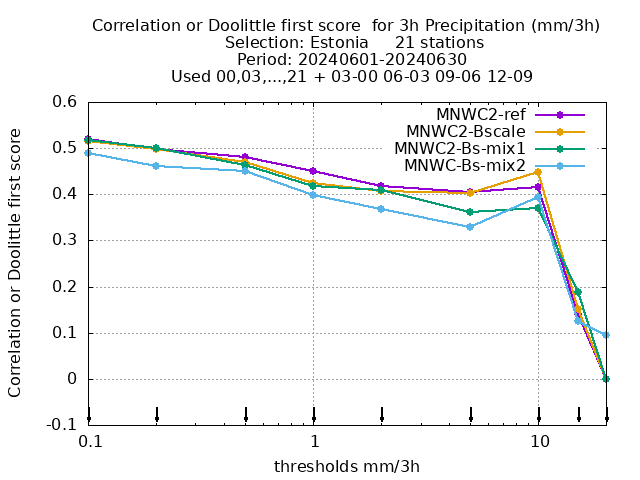 Correlation or Doolittle first score  for 3h Precipitation (mm/3h)
Selection: Estonia     21 stations
Period: 20240601-20240630
Used 00,03,...,21 + 03-00 06-03 09-06 12-09
Correlation or Doolittle first score
0.6
0.5
0.4
0.3
0.2
0.1
0
-0.1
MNWC2-ref
MNWC2-Bscale
MNWC2-Bs-mix1
MNWC-Bs-mix2
0.1
1
10
thresholds mm/3h